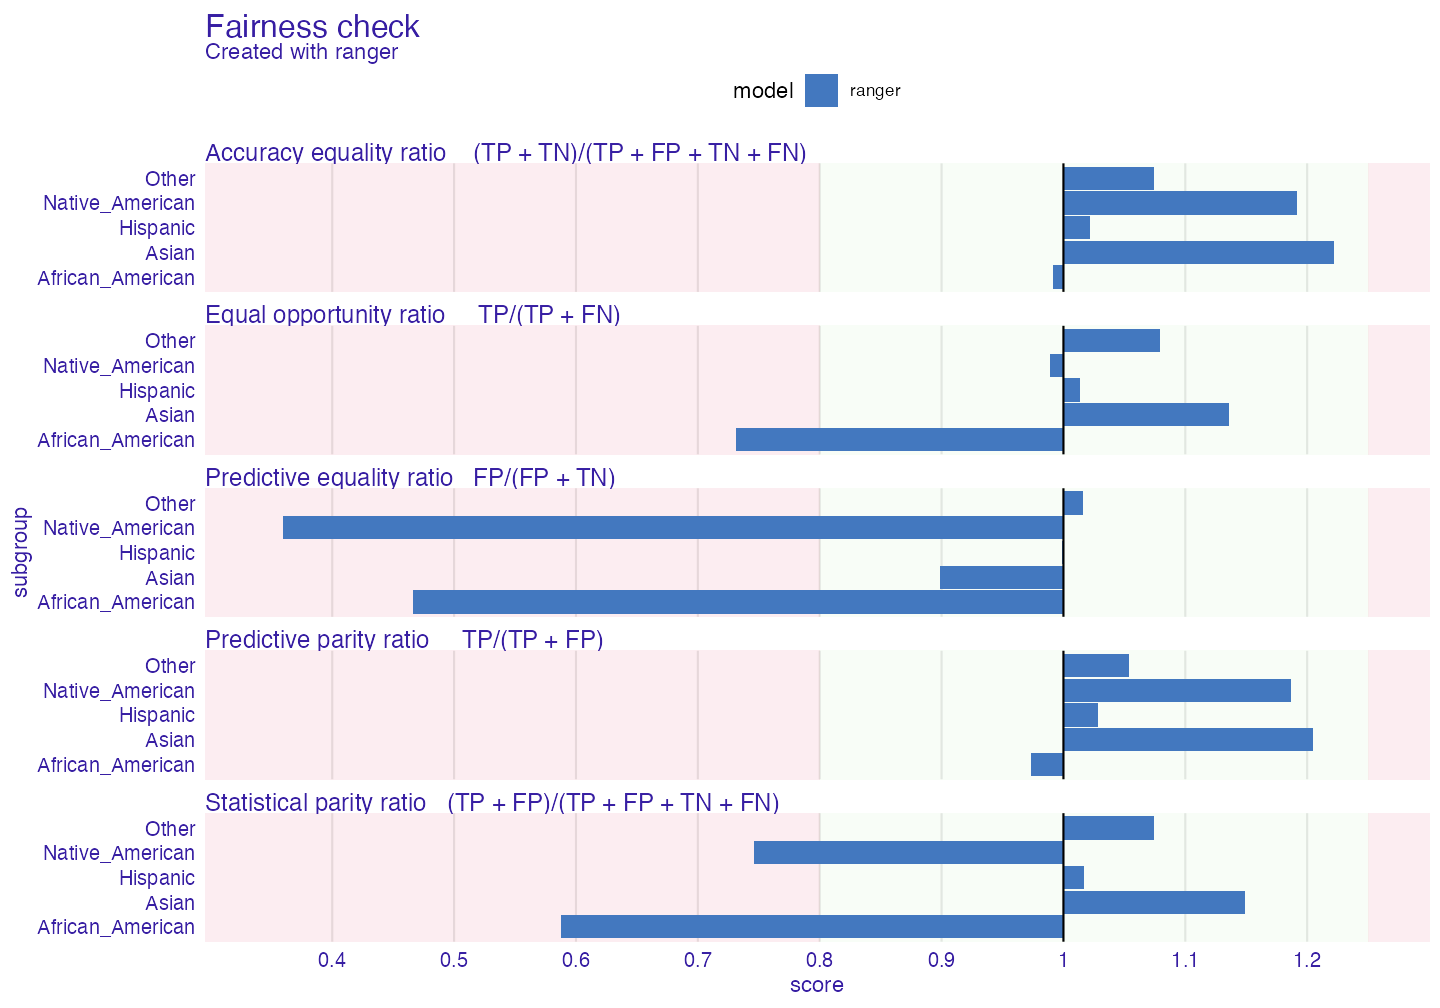 Fairness check
Created with ranger
model ranger
Accuracy equality ratio (TP + TN)/(TP + FP + TN + FN)
Other
Native_American
Hispanic
Asian
African_American
Equal opportunity ratio TP/(TP + FN)
Other
Native_American
Hispanic
Asian
African_American
Predictive equality ratio FP/(FP + TN)
Other
Native_American
Hispanic
Asian
African_American
Predictive parity ratio TP/(TP + FP)
Other
Native_American
Hispanic
Asian
African_American
Statistical parity ratio (TP + FP)/(TP + FP + TN + FN)
Other
Native_American
Hispanic
Asian
African_American
subgroup
0.4 0.5 0.6 0.7 0.8 0.9 1 1.1 1.2
score